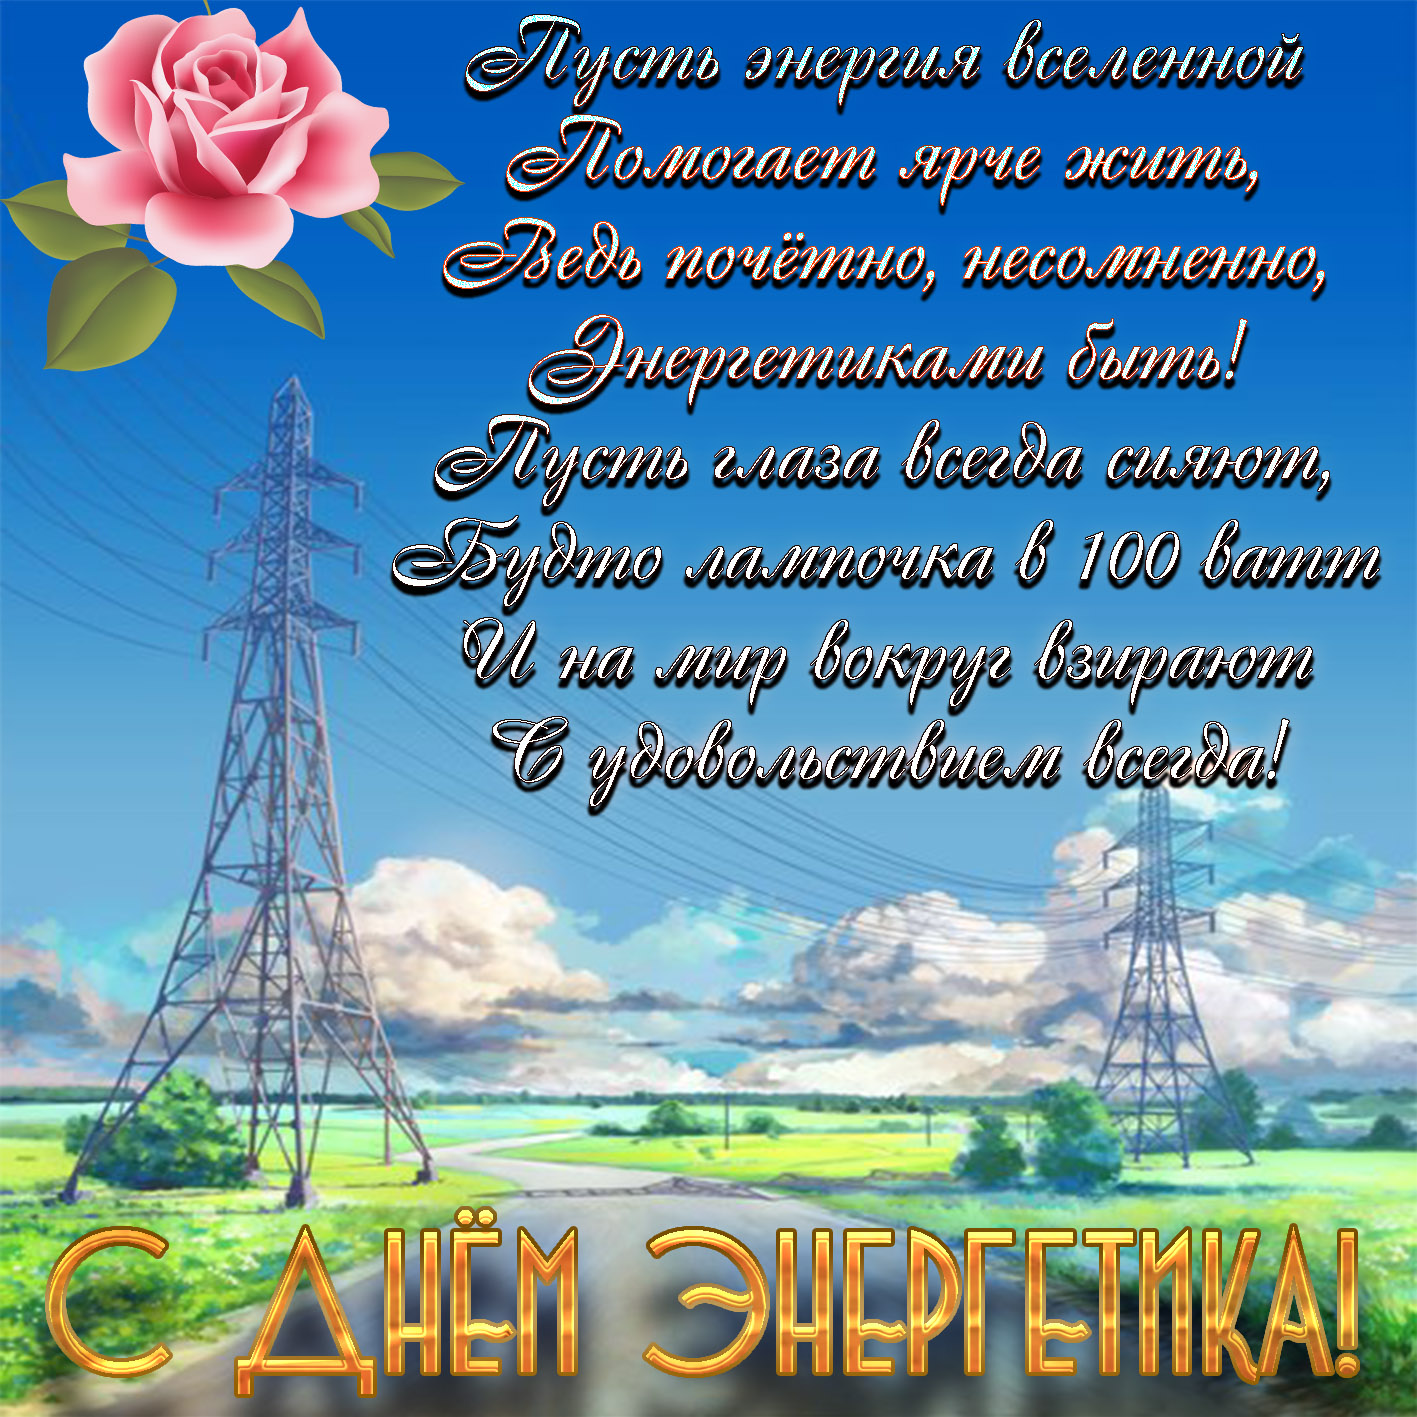 Пусть энергия вселенной
Помогает ярче жить,
Ведь почётно, несомненно,
Энергетиками быть!
Пусть глаза всегда сияют,
Будто лампочка в 100 ватт
И на мир вокруг взирают
С удовольствием всегда!
С ДНЁМ ЭНЕРГЕТИКА!